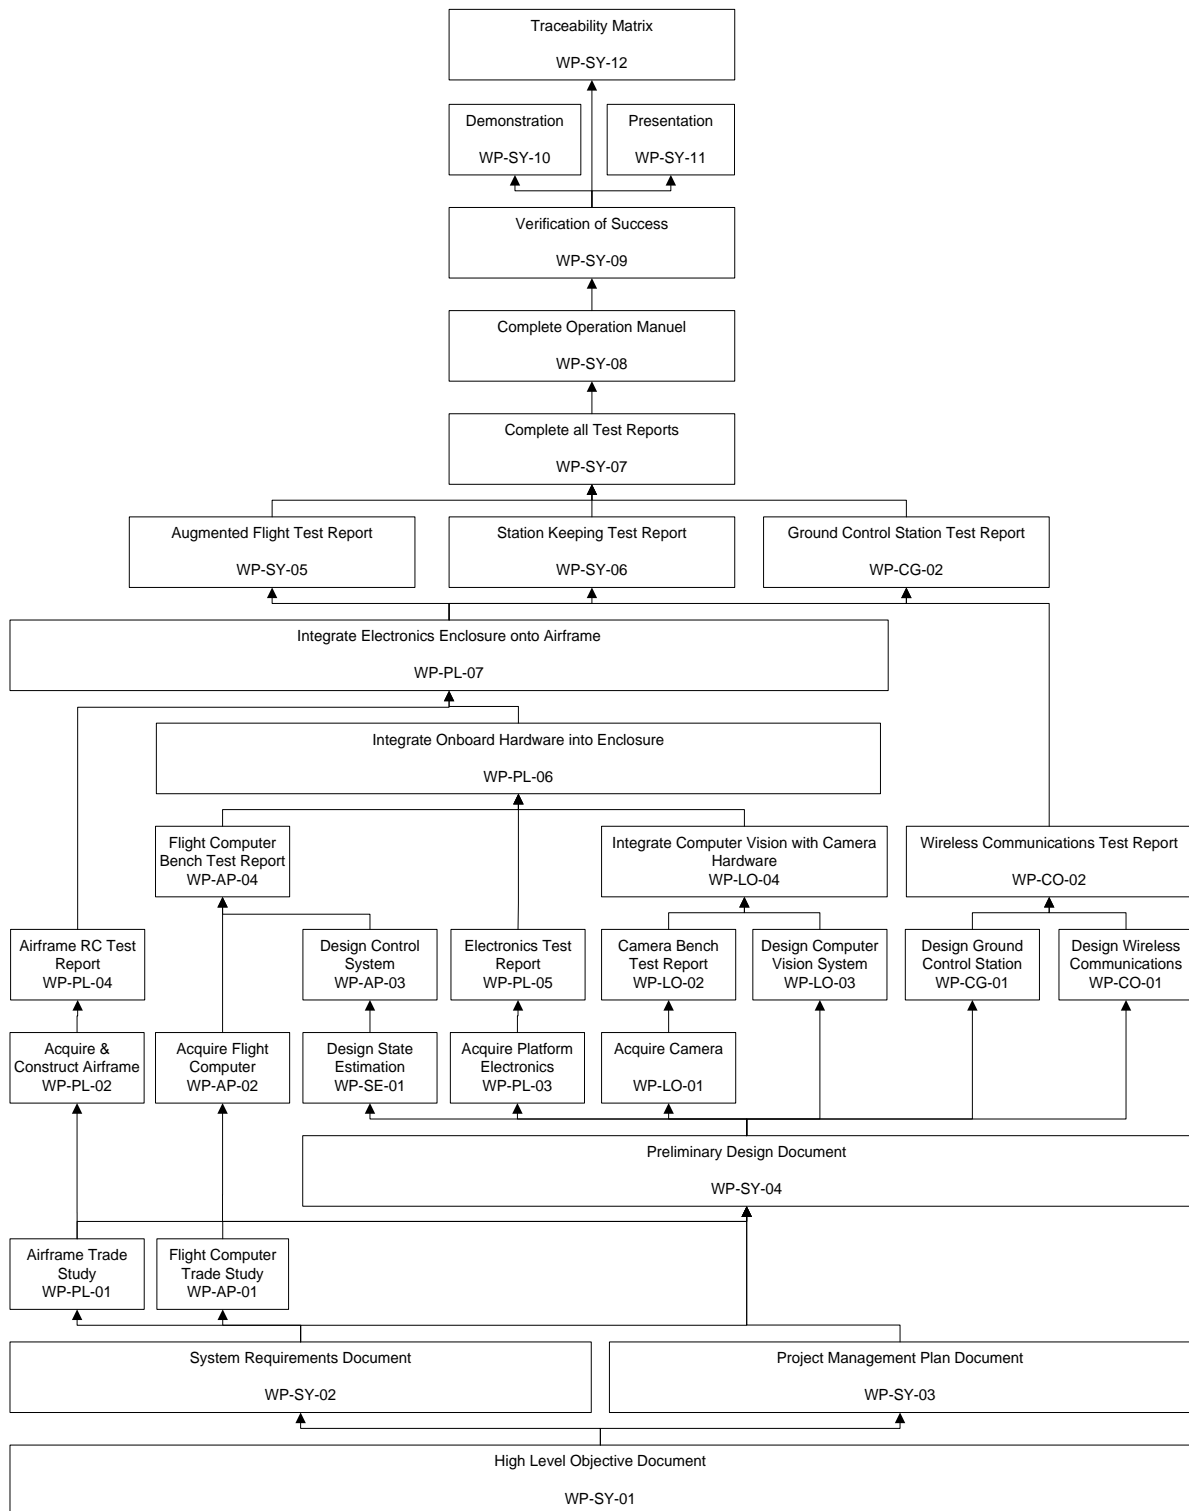 Traceability Matrix
WP-SY-12
Demonstration
WP-SY-10
Presentation
WP-SY-11
Verification of Success
WP-SY-09
Complete Operation Manuel
WP-SY-08
Complete all Test Reports
WP-SY-07
Augmented Flight Test Report
WP-SY-05
Station Keeping Test Report
WP-SY-06
Ground Control Station Test Report
WP-CG-02
Integrate Electronics Enclosure onto Airframe
WP-PL-07
Integrate Onboard Hardware into Enclosure
WP-PL-06
Flight Computer
Bench Test Report
WP-AP-04
Integrate Computer Vision with Camera
Hardware
WP-LO-04
Wireless Communications Test Report
WP-CO-02
Airframe RC Test
Report
WP-PL-04
Design Control
System
WP-AP-03
Electronics Test
Report
WP-PL-05
Camera Bench
Test Report
WP-LO-02
Design Computer
Vision System
WP-LO-03
Design Ground
Control Station
WP-CG-01
Design Wireless
Communications
WP-CO-01
Acquire &
Construct Airframe
WP-PL-02
Acquire Flight
Computer
WP-AP-02
Design State
Estimation
WP-SE-01
Acquire Platform
Electronics
WP-PL-03
Acquire Camera
WP-LO-01
Preliminary Design Document
WP-SY-04
Airframe Trade
Study
WP-PL-01
Flight Computer
Trade Study
WP-AP-01
System Requirements Document
WP-SY-02
Project Management Plan Document
WP-SY-03
High Level Objective Document
WP-SY-01